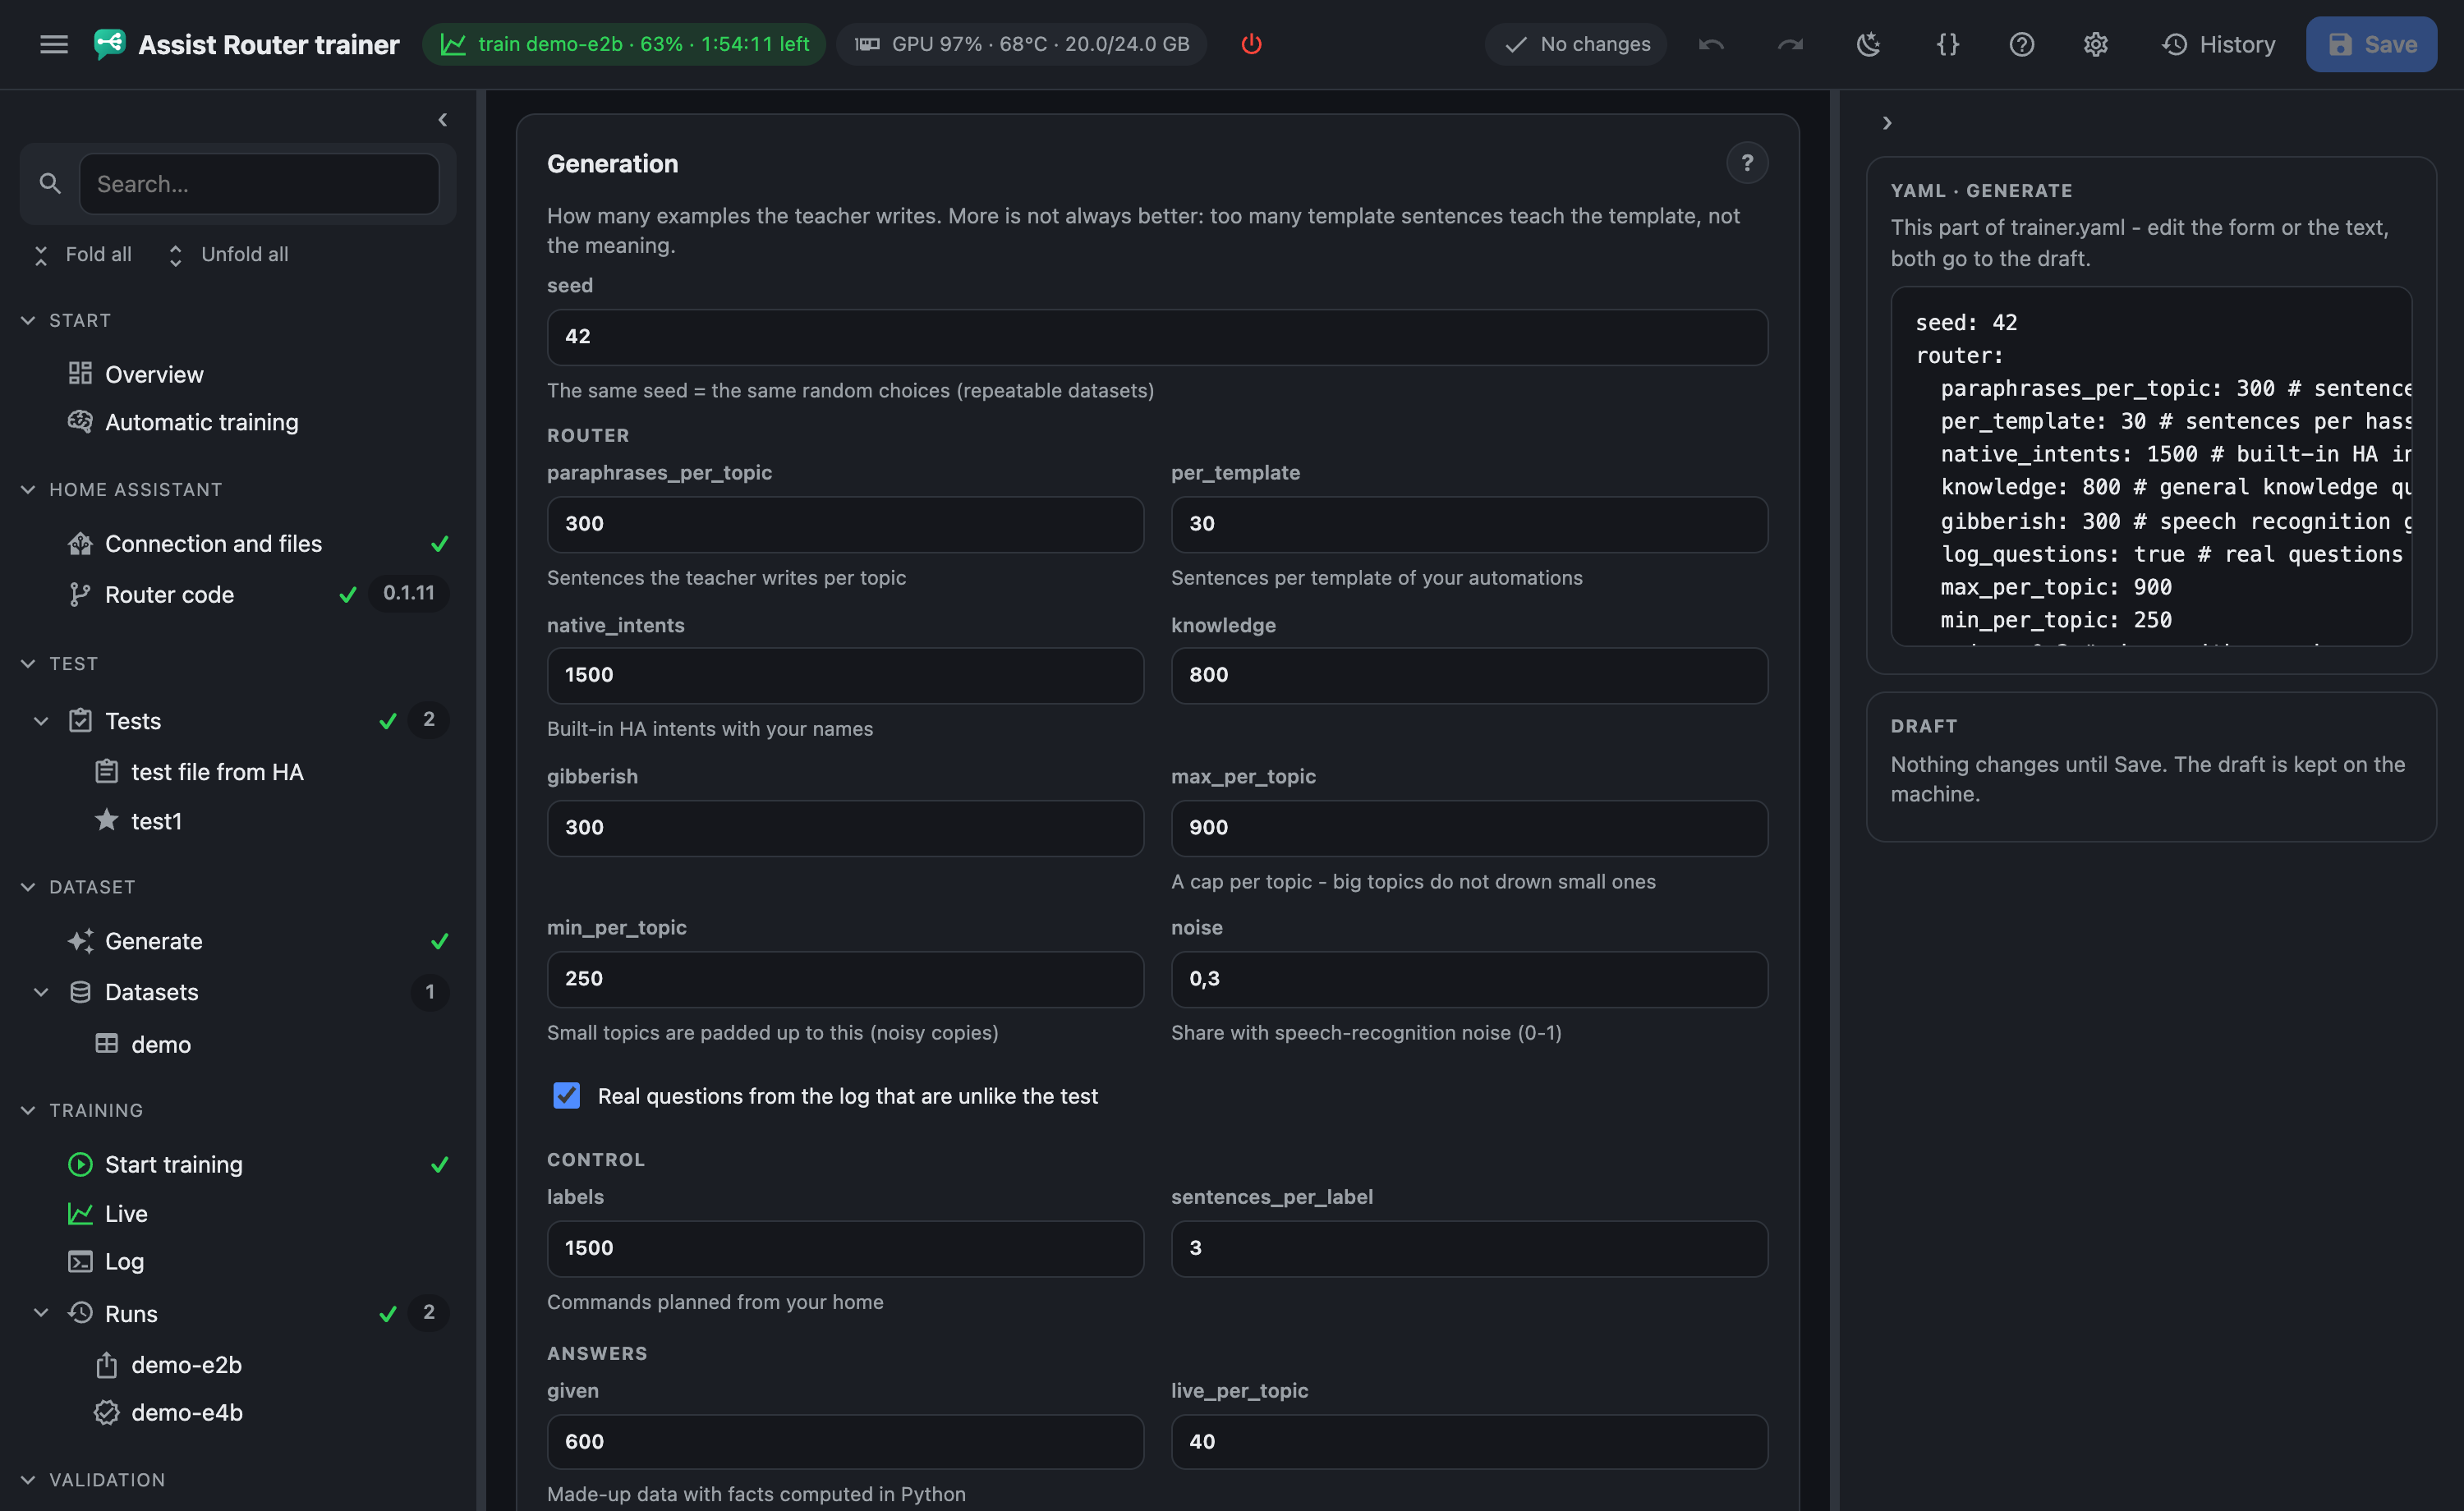 Assist Router trainer
train demo-e2b · 63% · 1:54:11 left
GPU 97% · 68°C · 20.0/24.0 GB
No changes
{}
History
Save
Search...
Fold all
Unfold all
START
Overview
Automatic training
HOME ASSISTANT
Connection and files
Router code
0.1.11
TEST
Tests
2
test file from HA
test1
DATASET
Generate
Datasets
1
demo
TRAINING
Start training
Live
Log
Runs
2
demo-e2b
demo-e4b
VALIDATION
Generation
?
How many examples the teacher writes. More is not always better: too many template sentences teach the template, not
the meaning.
seed
42
The same seed = the same random choices (repeatable datasets)
ROUTER
paraphrases_per_topic
per_template
300
30
Sentences the teacher writes per topic
Sentences per template of your automations
native_intents
knowledge
1500
800
Built-in HA intents with your names
gibberish
max_per_topic
300
900
A cap per topic - big topics do not drown small ones
min_per_topic
noise
250
0,3
Small topics are padded up to this (noisy copies)
Share with speech-recognition noise (0-1)
Real questions from the log that are unlike the test
CONTROL
labels
sentences_per_label
1500
3
Commands planned from your home
ANSWERS
given
live_per_topic
600
40
Made-up data with facts computed in Python
YAML · GENERATE
This part of trainer.yaml - edit the form or the text,
both go to the draft.
seed: 42
router:
paraphrases_per_topic: 300 # sentence
per_template: 30 # sentences per hass
native_intents: 1500 # built-in HA in
knowledge: 800 # general knowledge qu
gibberish: 300 # speech recognition g
log_questions: true # real questions
max_per_topic: 900
min_per_topic: 250
DRAFT
Nothing changes until Save. The draft is kept on the
machine.